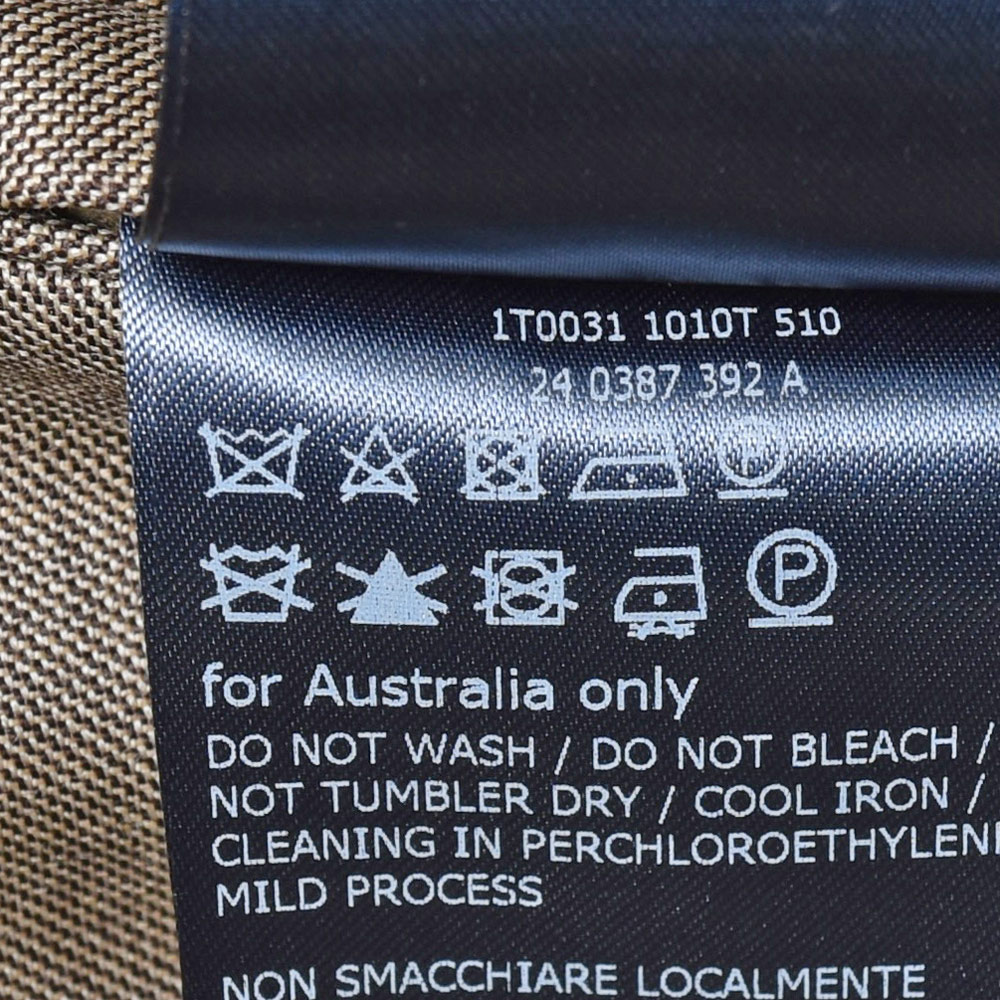 1T0031 1010T 510
24 0387 392 A
P
P
for Australia only
DO NOT WASH / DO NOT BLEACH /
NOT TUMBLER DRY / COOL IRON /
CLEANING IN PERCHLOROETHYLEN
MILD PROCESS
NON SMACCHIARE LOCALMENTE